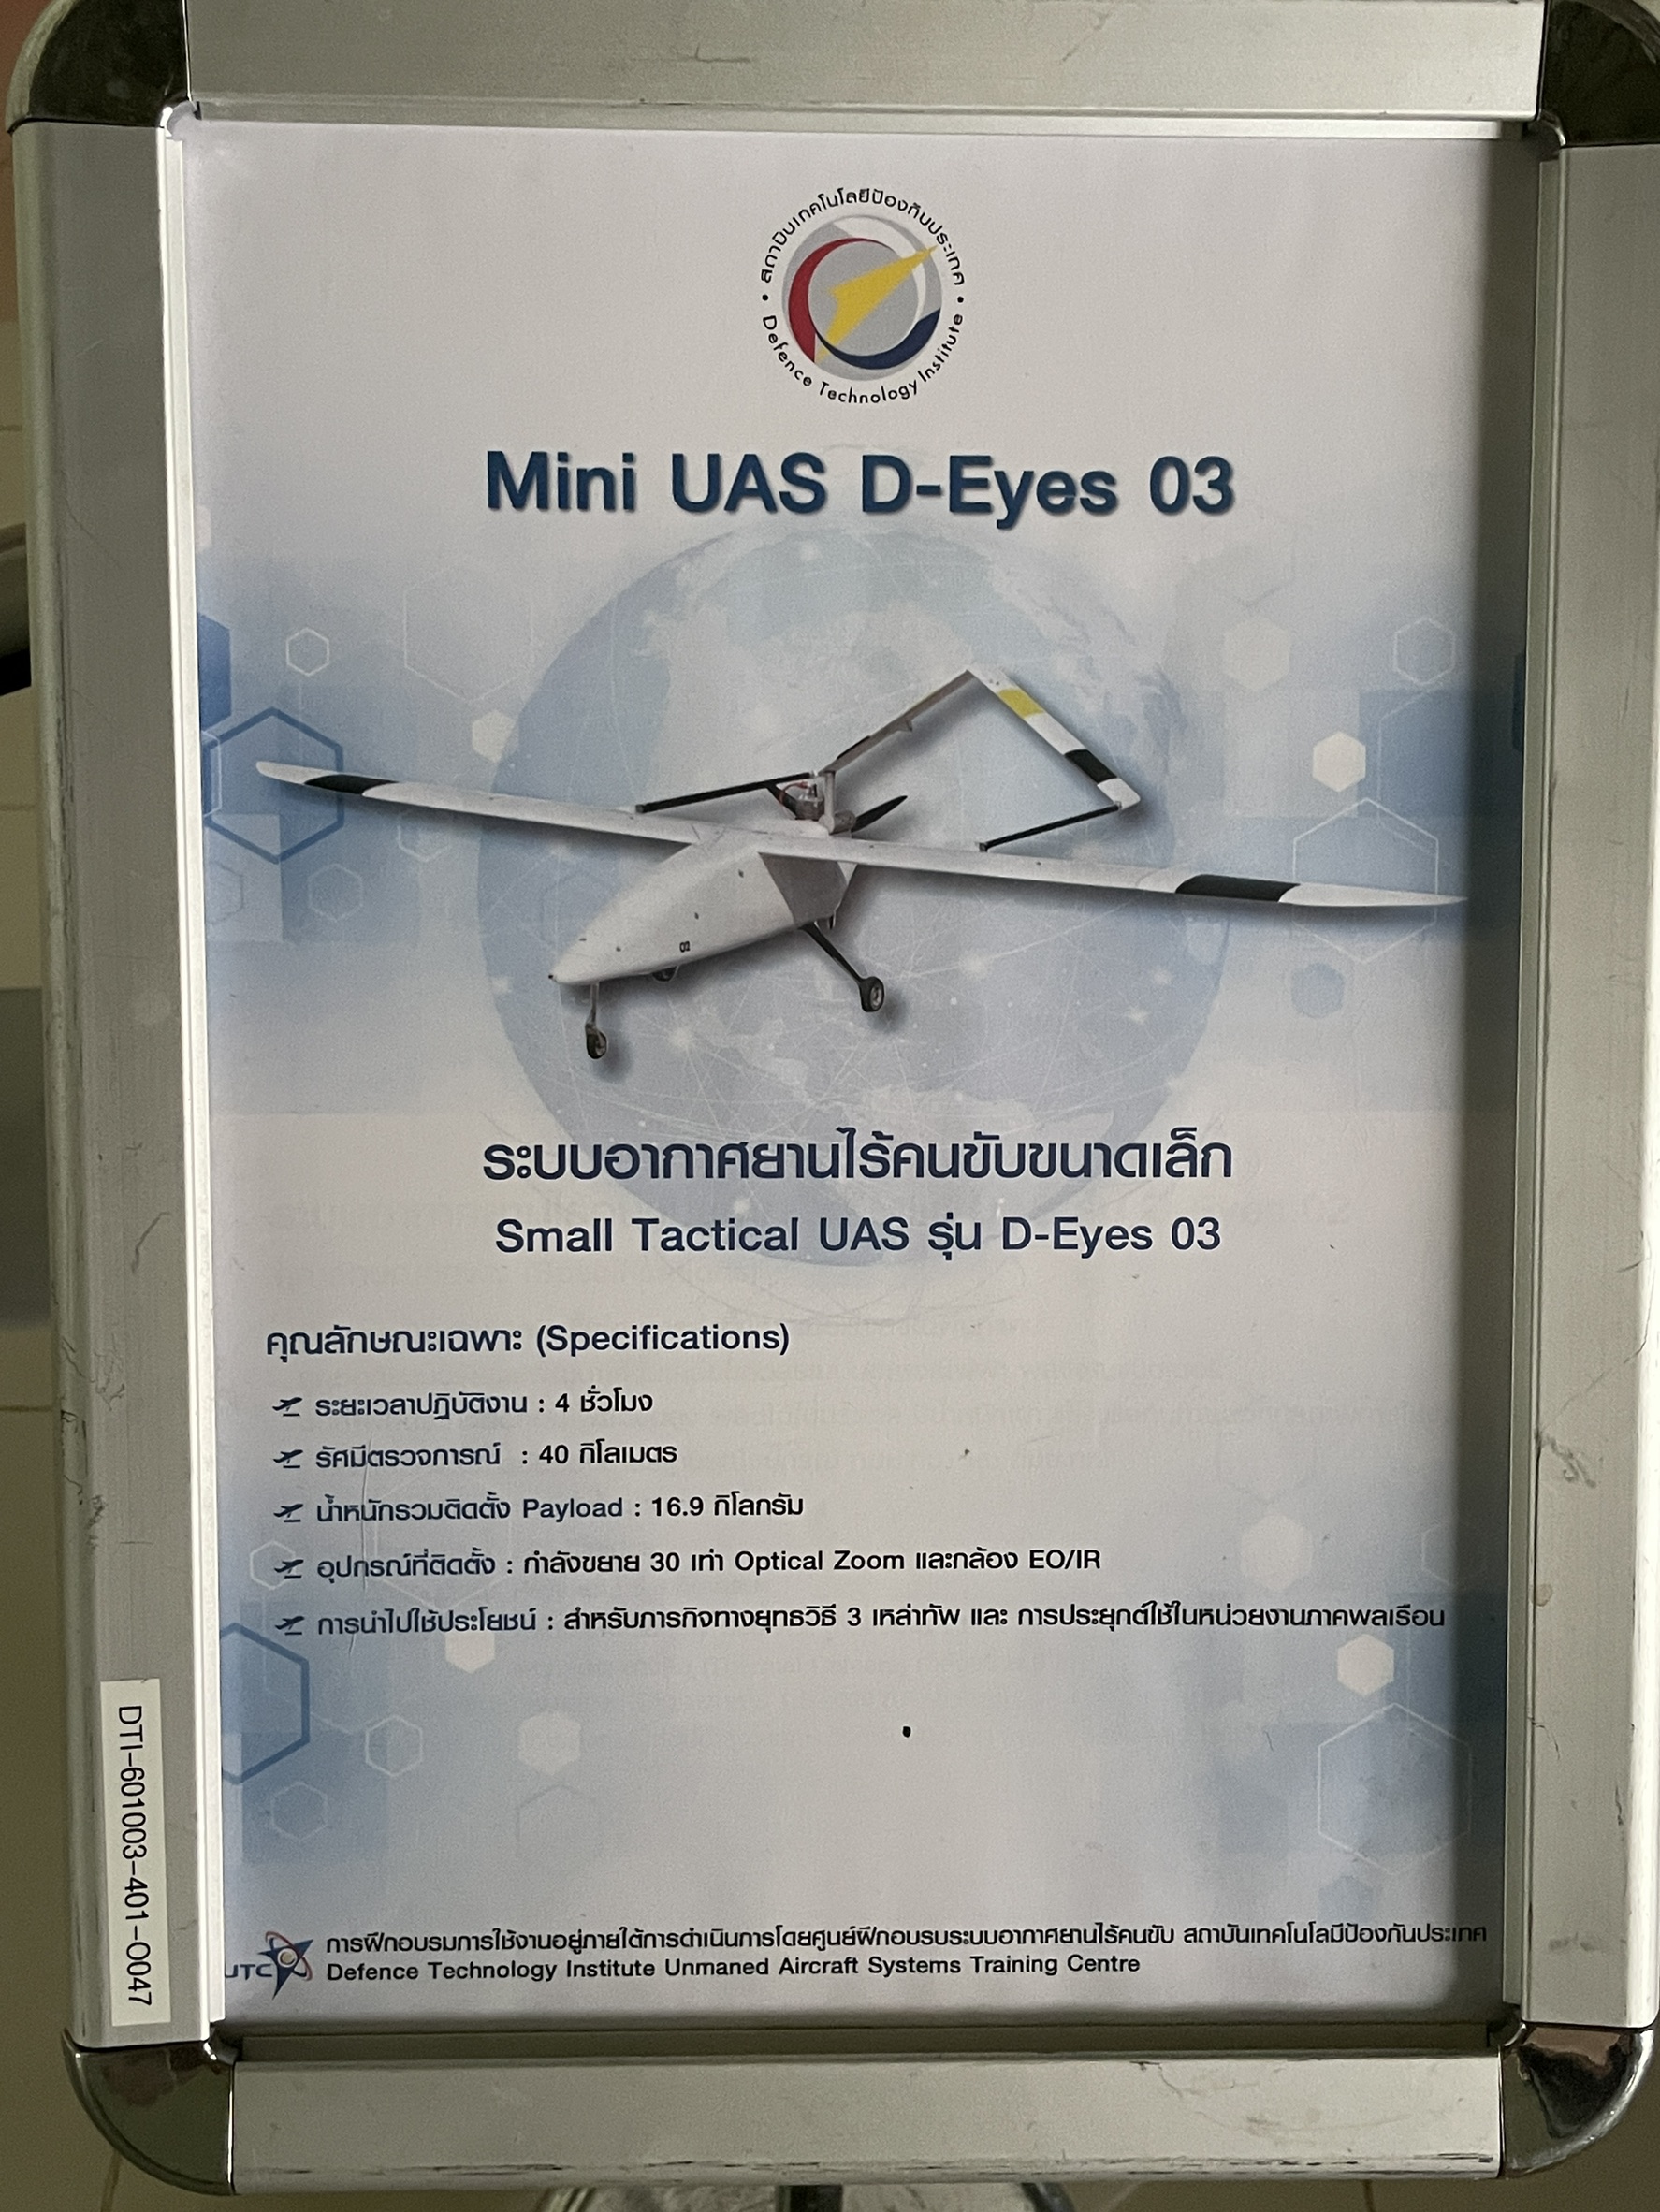 สถาบันเทคโนโลยีป้องกันประเทศ
Defence Technology Institute
Mini UAS D-Eyes 03
ระบบอากาศยานไร้คนขับขนาดเล็ก
Small Tactical UAS รุ่น D-Eyes 03
คุณลักษณะเฉพาะ (Specifications)
ระยะเวลาปฏิบัติงาน : 4 ชั่วโมง
รัศมีตรวจการณ์ : 40 กิโลเมตร
น้ำหนักรวมติดตั้ง Payload : 16.9 กิโลกรัม
อุปกรณ์ที่ติดตั้ง : กำลังขยาย 30 เท่า Optical Zoom และกล้อง EO/IR
การนำไปใช้ประโยชน์ : สำหรับภารกิจทางยุทธวิธี 3 เหล่าทัพ และ การประยุกต์ใช้ในหน่วยงานภาคพลเรือน
DTI-601003-401-0047
UTC
การฝึกอบรมการใช้งานอยู่ภายใต้การดำเนินการโดยศูนย์ฝึกอบรบระบบอากาศยานไร้คนขับ สถาบันเทคโนโลมีป้องกันประเทศ
Defence Technology Institute Unmaned Aircraft Systems Training Centre